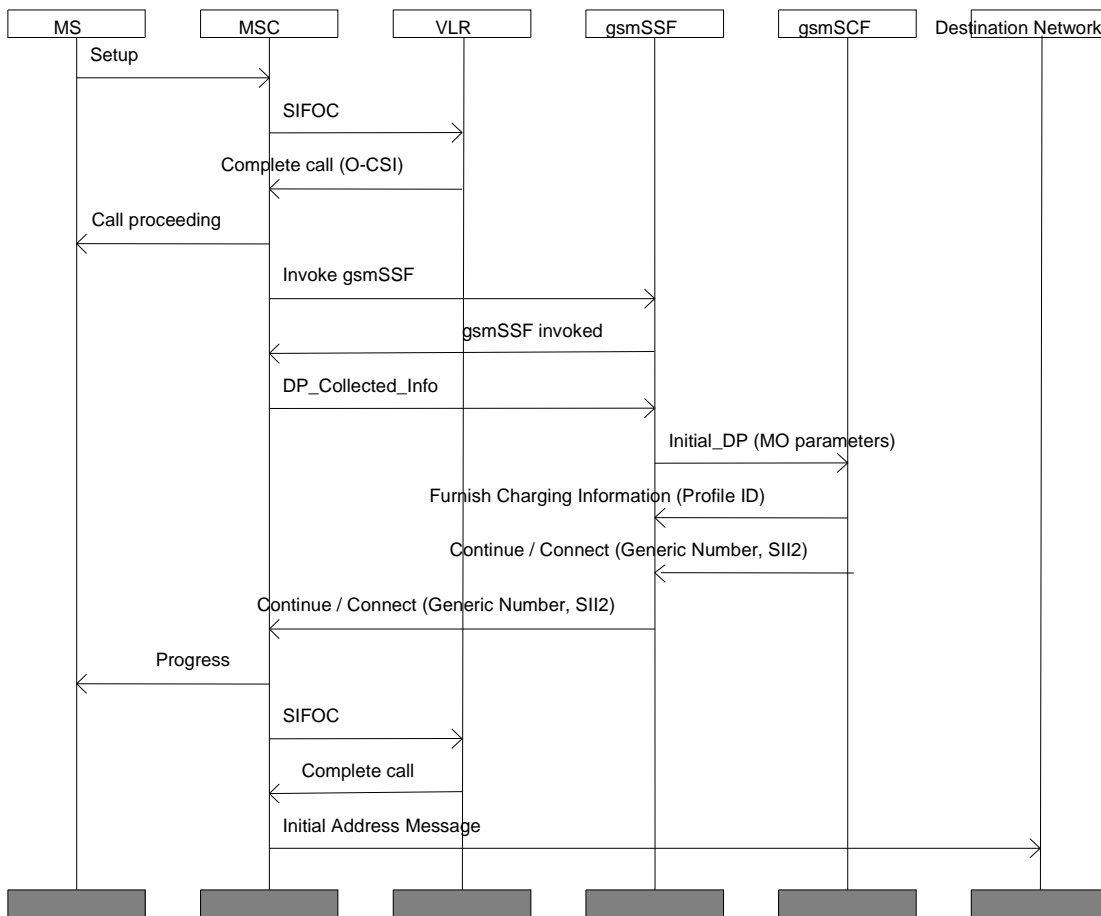 MS MSC VLR gsmSSF gsmSCF Destination Network
Setup
SIFOC
Complete call (O-CSI)
Call proceeding
Invoke gsmSSF
gsmSSF invoked
DP_Collected_Info
Initial_DP (MO parameters)
Furnish Charging Information (Profile ID)
Continue / Connect (Generic Number, SII2)
Continue / Connect (Generic Number, SII2)
Progress
SIFOC
Complete call
Initial Address Message